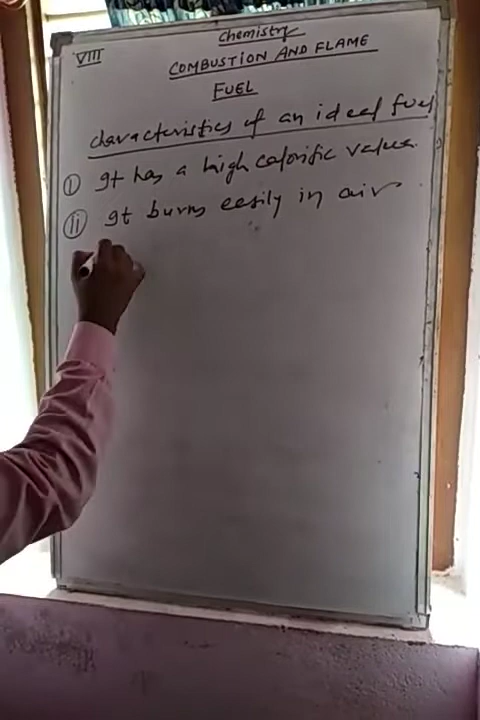 Chemistry
VIII
COMBUSTION AND FLAME
FUEL
characteristics of an ideal fuel
(i) It has a high calorific value.
(ii) It burns easily in air